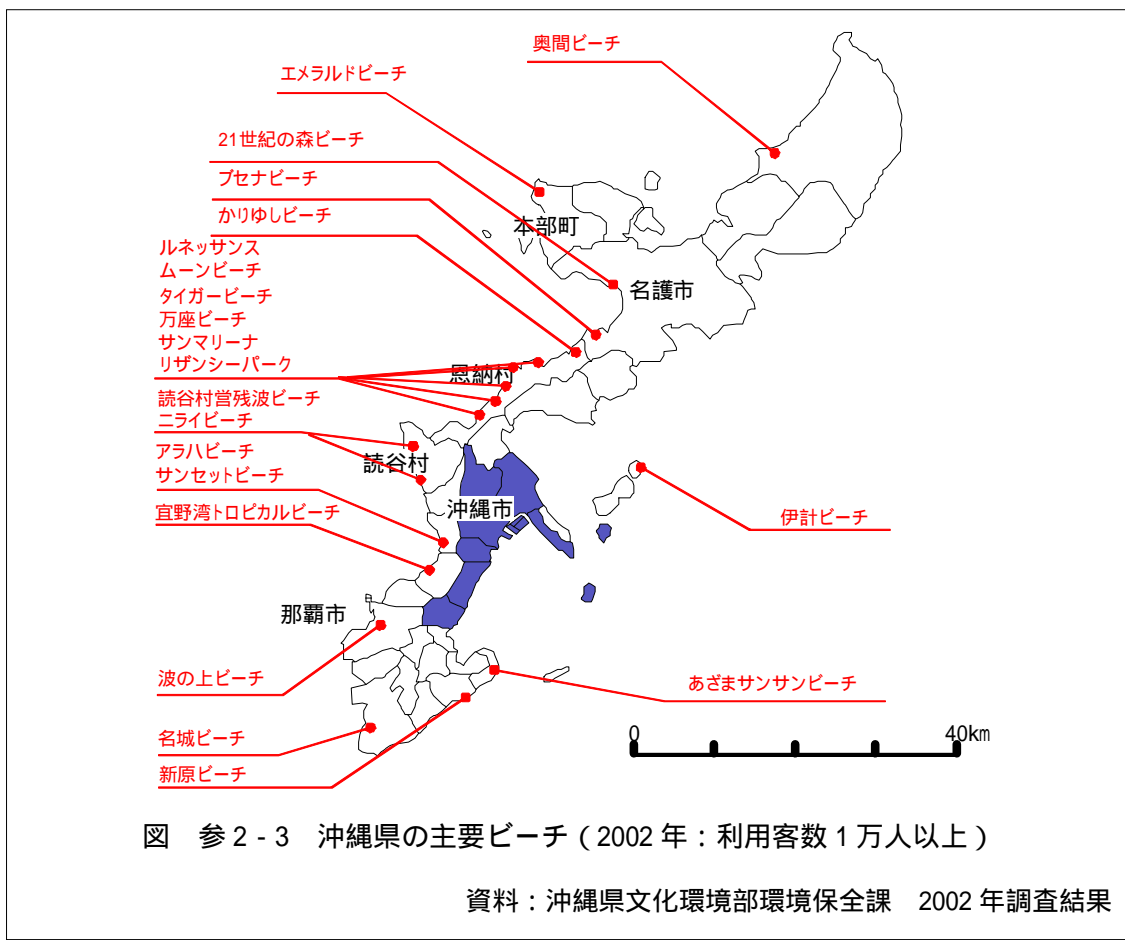 奥間ビーチ
エメラルドビーチ
21世紀の森ビーチ
ブセナビーチ
かりゆしビーチ
本部町
ルネッサンス
ムーンビーチ
タイガービーチ
万座ビーチ
サンマリーナ
リザンシーパーク
名護市
恩納村
読谷村営残波ビーチ
ニライビーチ
読谷村
アラハビーチ
サンセットビーチ
宜野湾トロピカルビーチ
沖縄市
伊計ビーチ
那覇市
波の上ビーチ
あざまサンサンビーチ
名城ビーチ
新原ビーチ
0 40km
図 参2-3 沖縄県の主要ビーチ(2002年:利用客数1万人以上)
資料:沖縄県文化環境部環境保全課 2002年調査結果